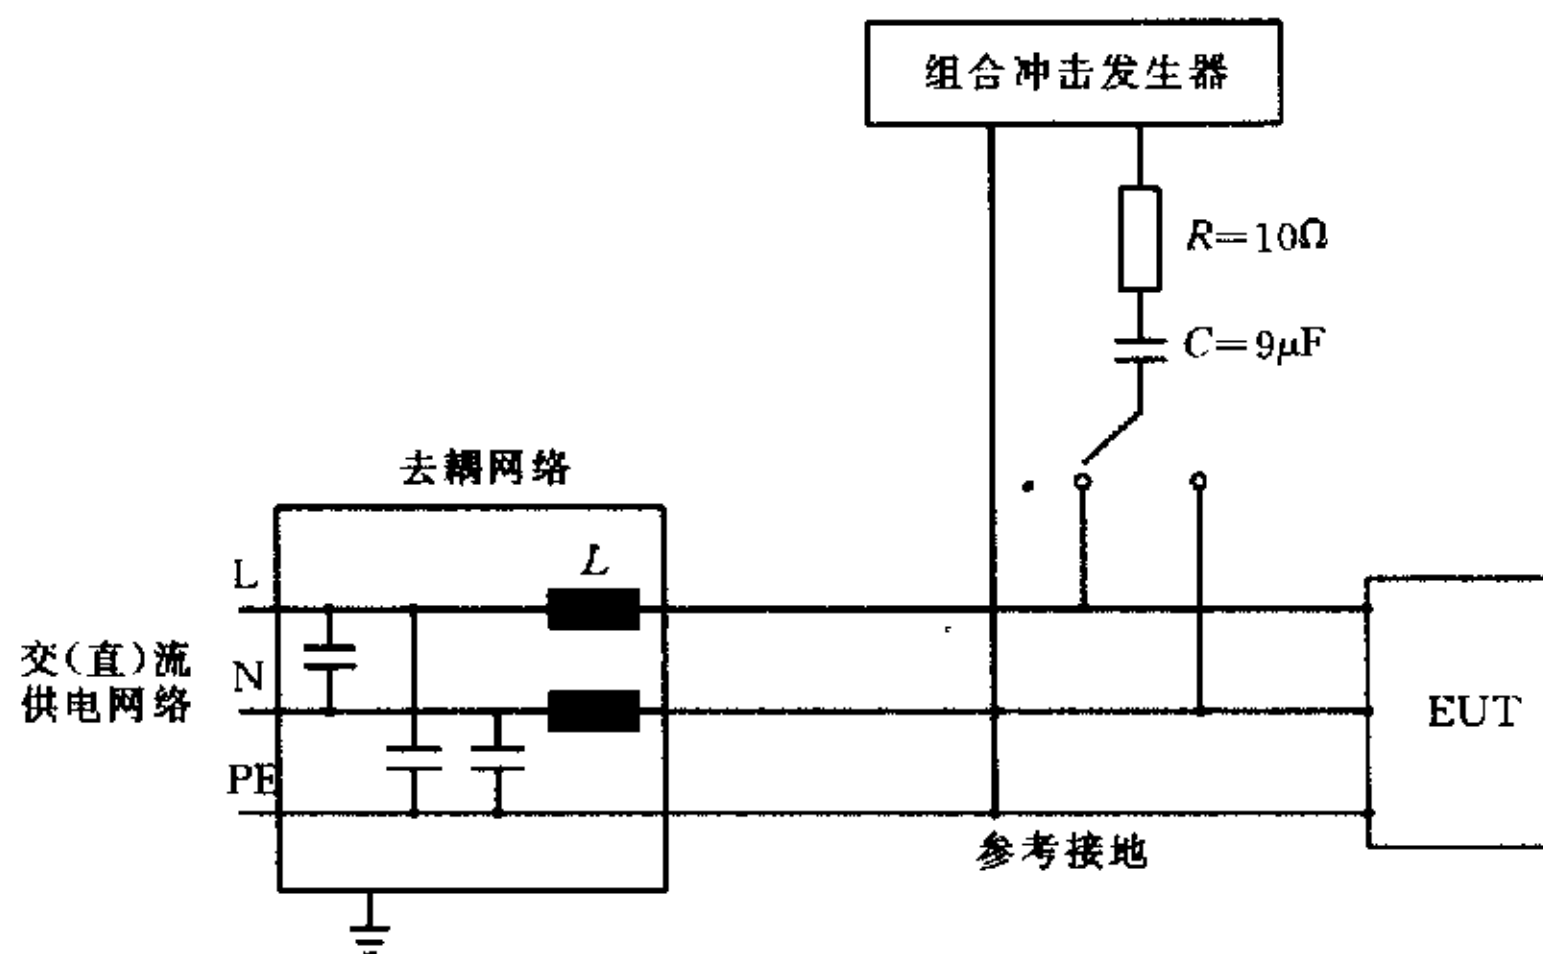 组合冲击发生器
R=10Ω
C=9μF
去耦网络
L
L
交(直)流
供电网络
N
PE
EUT
参考接地